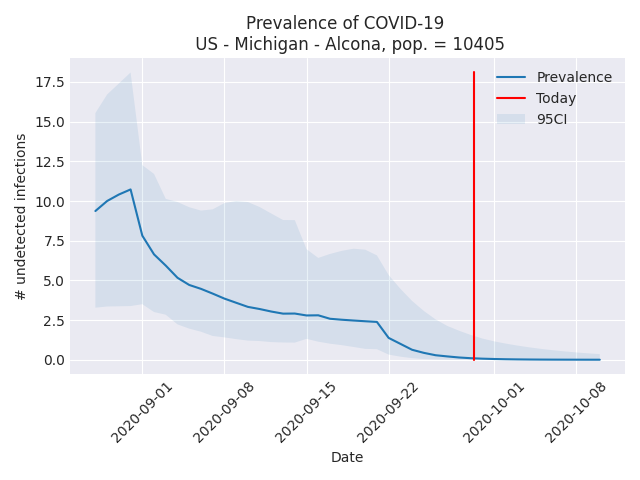 Prevalence of COVID-19
US - Michigan - Alcona, pop. = 10405
Prevalence
Today
95CI
# undetected infections
17.5
15.0
12.5
10.0
7.5
5.0
2.5
0.0
2020-09-01
2020-09-08
2020-09-15
2020-09-22
2020-10-01
2020-10-08
Date